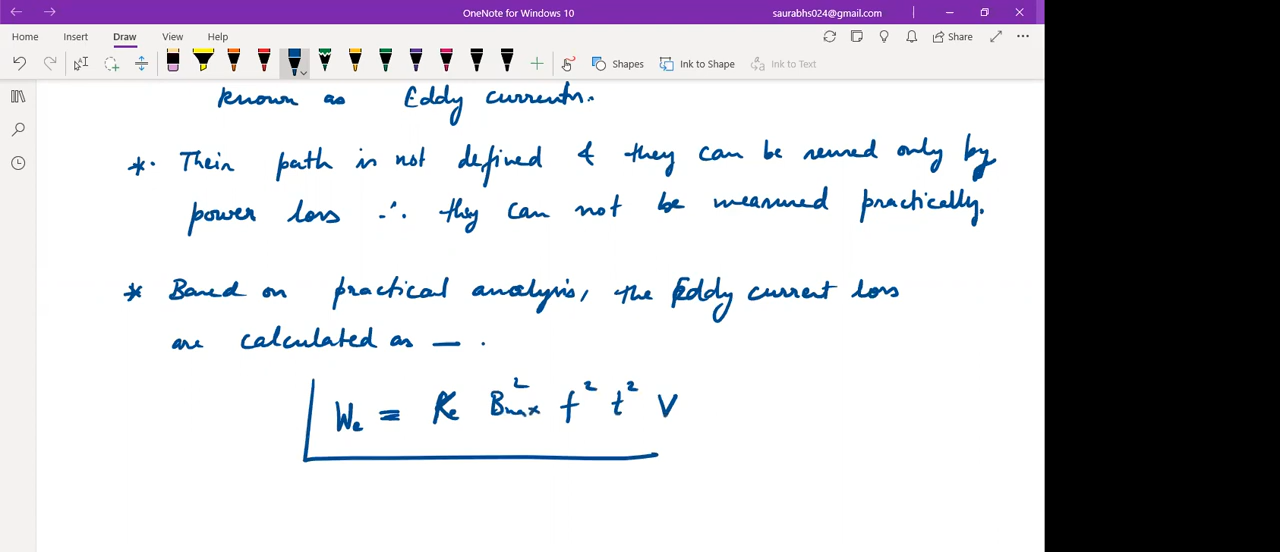 OneNote for Windows 10
saurabhs024@gmail.com
Home Insert Draw View Help
Share
Shapes Ink to Shape Ink to Text
known as Eddy currents.
*. Their path is not defined & they can be sensed only by
power loss ∴ they can not be measured practically.
* Based on practical analysis, the Eddy current loss
are calculated as — .
We = Ke Bmx² f² t² V